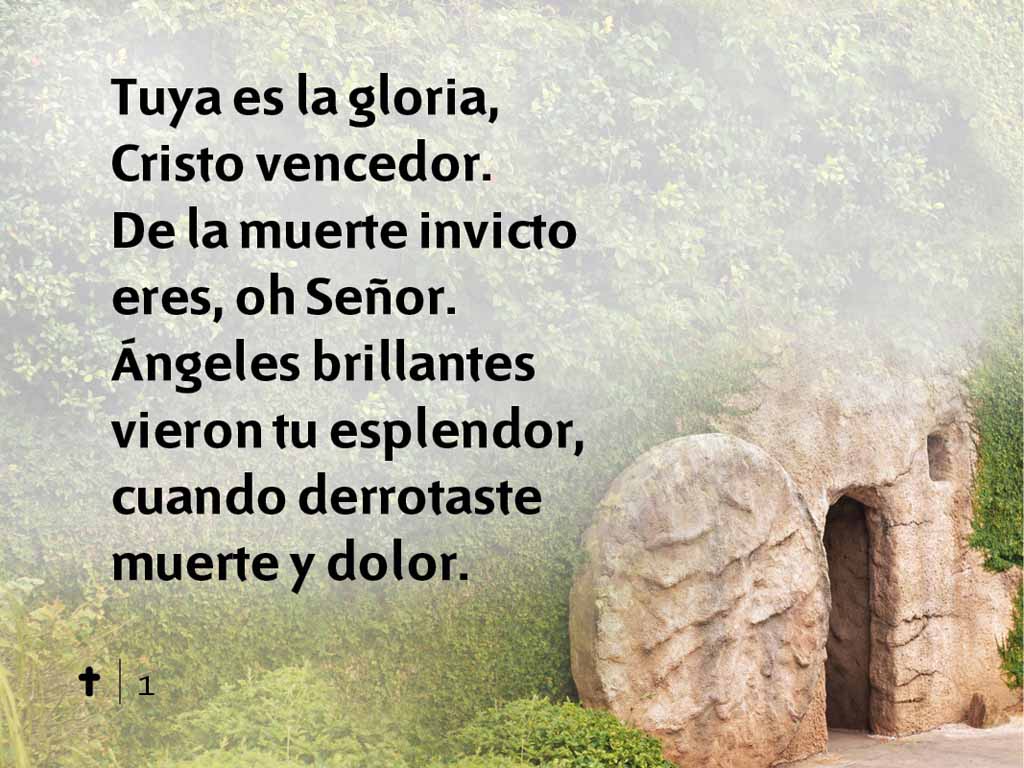 Tuya es la gloria,
Cristo vencedor.
De la muerte invicto
eres, oh Señor.
Ángeles brillantes
vieron tu esplendor,
cuando derrotaste
muerte y dolor.
1